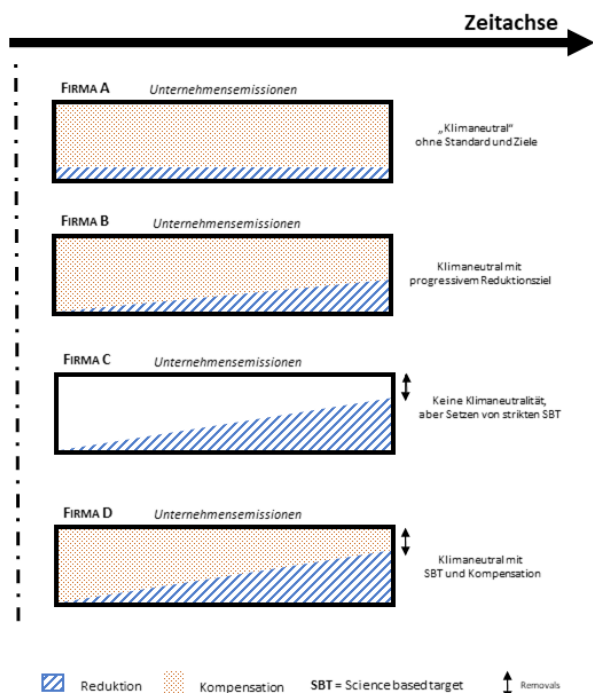 Zeitachse
FIRMA A Unternehmensemissionen
„Klimaneutral"
ohne Standard und Ziele
FIRMA B Unternehmensemissionen
Klimaneutral mit
progressivem Reduktionsziel
FIRMA C Unternehmensemissionen
Keine Klimaneutralität,
aber Setzen von strikten SBT
FIRMA D Unternehmensemissionen
Klimaneutral mit
SBT und Kompensation
Reduktion Kompensation SBT = Science based target Removals